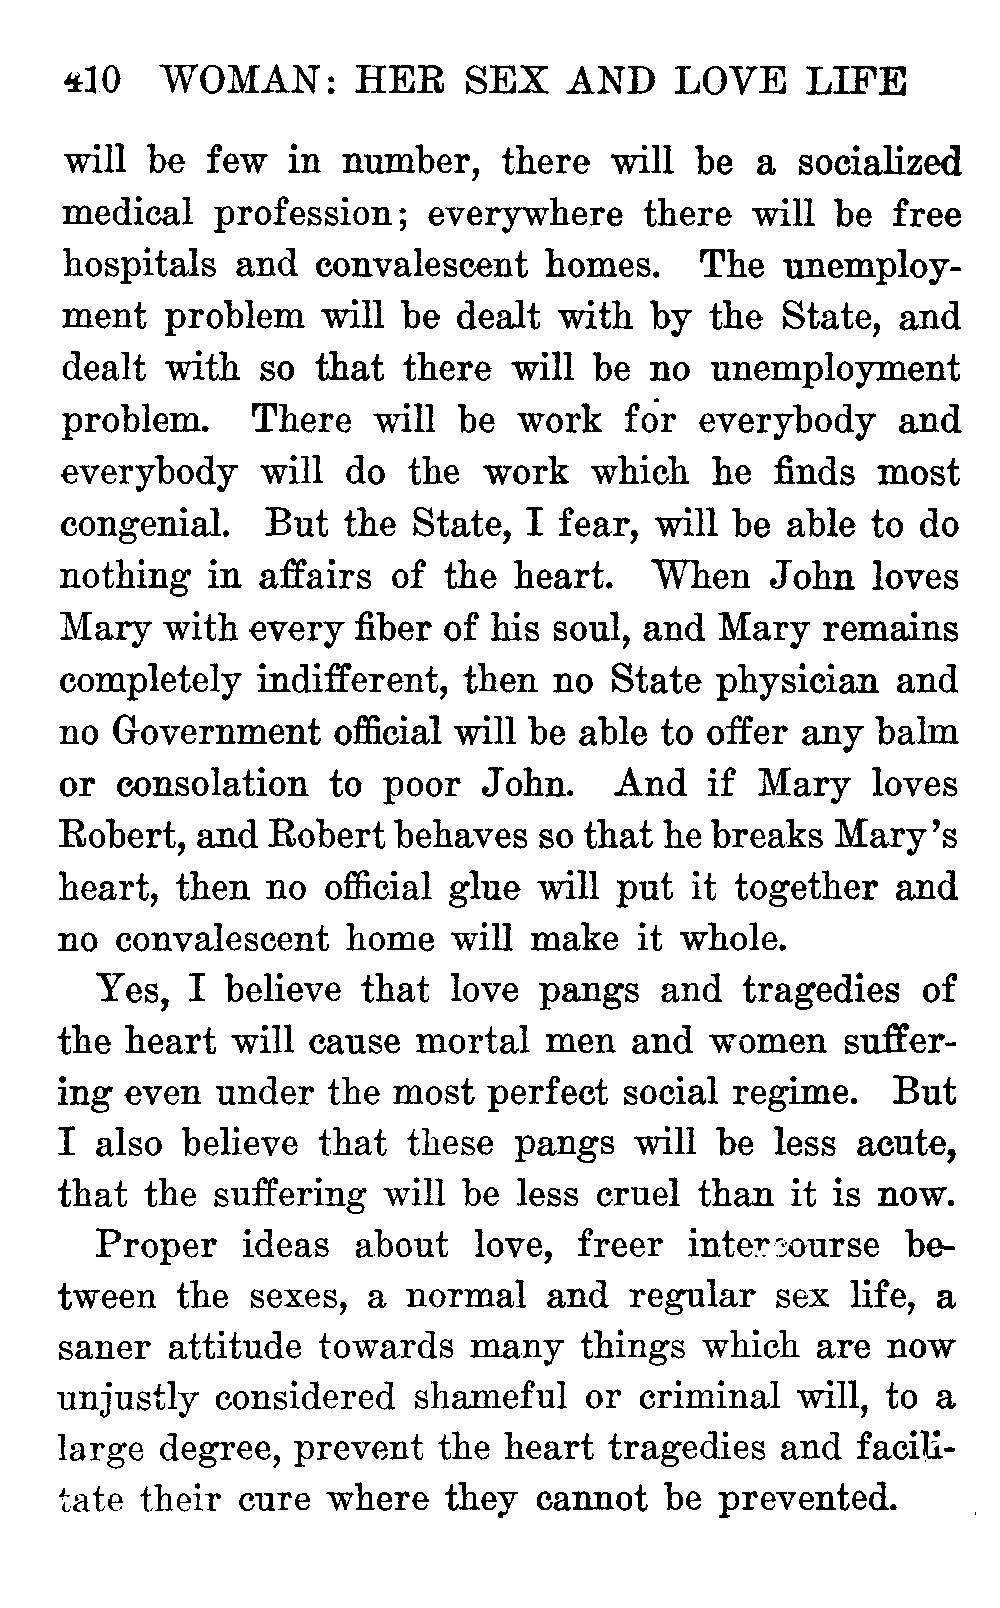 410 WOMAN: HER SEX AND LOVE LIFE
will be few in number, there will be a socialized
medical profession; everywhere there will be free
hospitals and convalescent homes. The unemploy-
ment problem will be dealt with by the State, and
dealt with so that there will be no unemployment
problem. There will be work for everybody and
everybody will do the work which he finds most
congenial. But the State, I fear, will be able to do
nothing in affairs of the heart. When John loves
Mary with every fiber of his soul, and Mary remains
completely indifferent, then no State physician and
no Government official will be able to offer any balm
or consolation to poor John. And if Mary loves
Robert, and Robert behaves so that he breaks Mary's
heart, then no official glue will put it together and
no convalescent home will make it whole.
Yes, I believe that love pangs and tragedies of
the heart will cause mortal men and women suffer-
ing even under the most perfect social regime. But
I also believe that these pangs will be less acute,
that the suffering will be less cruel than it is now.
Proper ideas about love, freer intercourse be-
tween the sexes, a normal and regular sex life, a
saner attitude towards many things which are now
unjustly considered shameful or criminal will, to a
large degree, prevent the heart tragedies and facili-
tate their cure where they cannot be prevented.